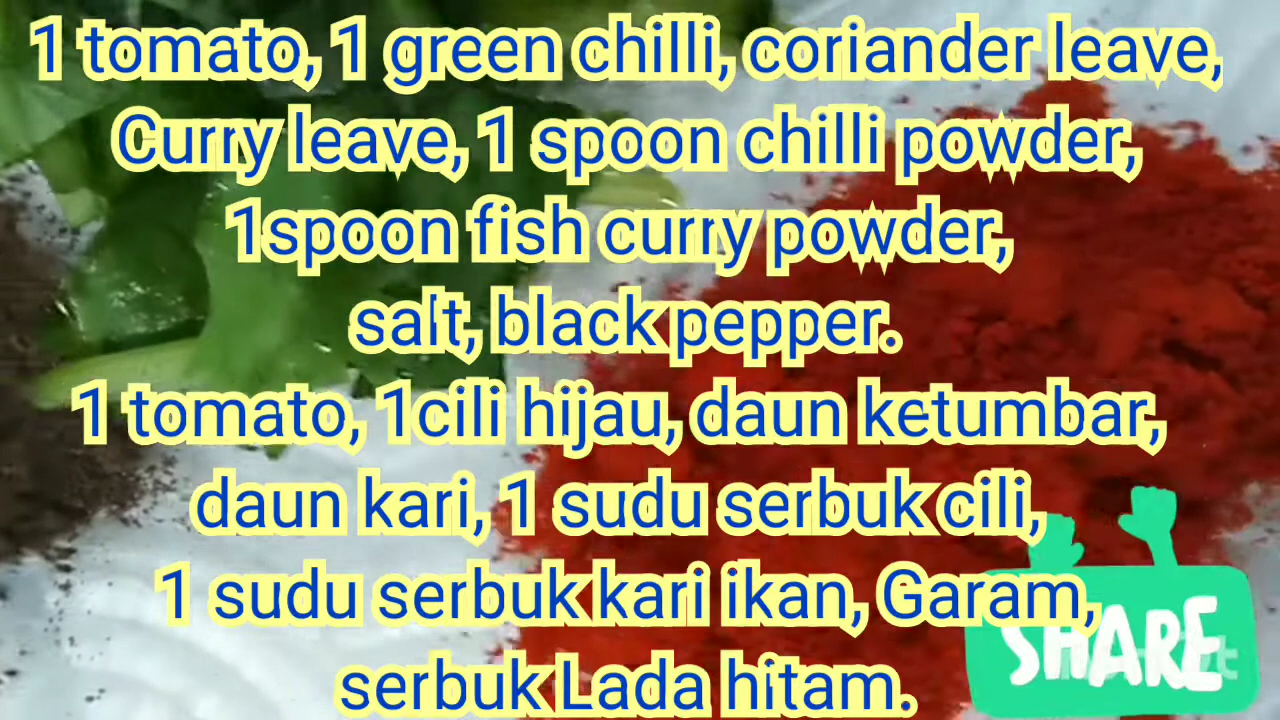 1 tomato, 1 green chilli, coriander leave,
Curry leave, 1 spoon chilli powder,
1spoon fish curry powder,
salt, black pepper.
1 tomato, 1cili hijau, daun ketumbar,
daun kari, 1 sudu serbuk cili,
1 sudu serbuk kari ikan, Garam,
serbuk Lada hitam.
SHARE